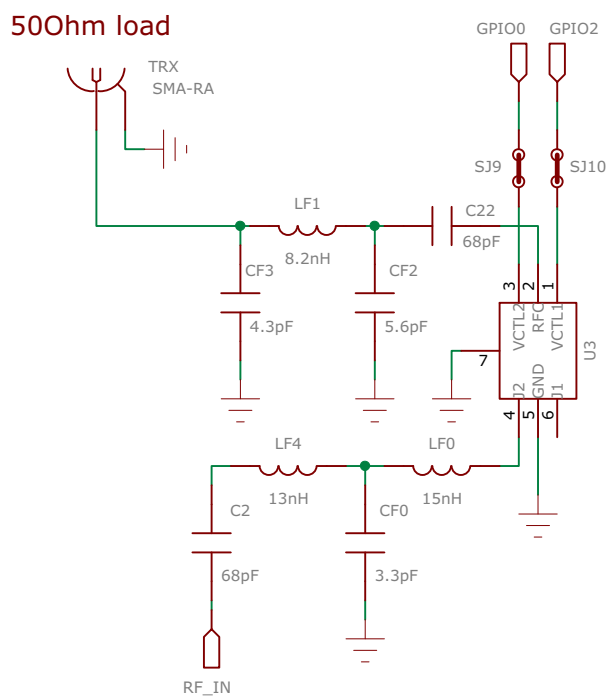 50Ohm load
GPIO0
GPIO2
TRX
SMA-RA
SJ9
SJ10
LF1
8.2nH
C22
68pF
CF3
4.3pF
CF2
5.6pF
3
2
1
VCTL2
RFC
VCTL1
U3
7
J2
GND
J1
4
5
6
LF4
13nH
LF0
15nH
C2
68pF
CF0
3.3pF
RF_IN